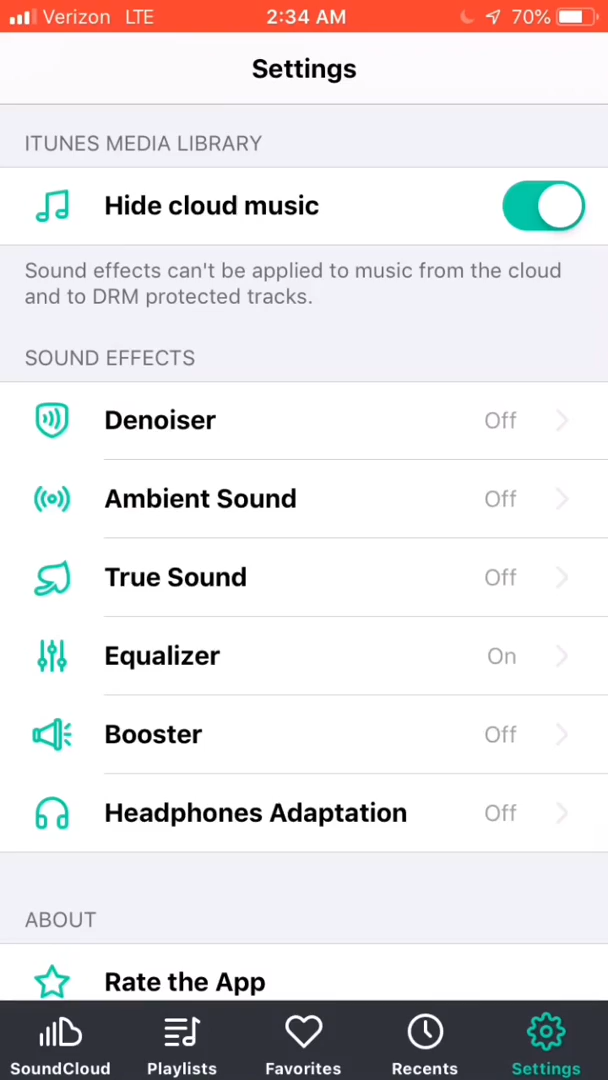 Verizon LTE 2:34 AM 70%
Settings
ITUNES MEDIA LIBRARY
Hide cloud music
Sound effects can't be applied to music from the cloud
and to DRM protected tracks.
SOUND EFFECTS
Denoiser Off
Ambient Sound Off
True Sound Off
Equalizer On
Booster Off
Headphones Adaptation Off
ABOUT
Rate the App
SoundCloud Playlists Favorites Recents Settings